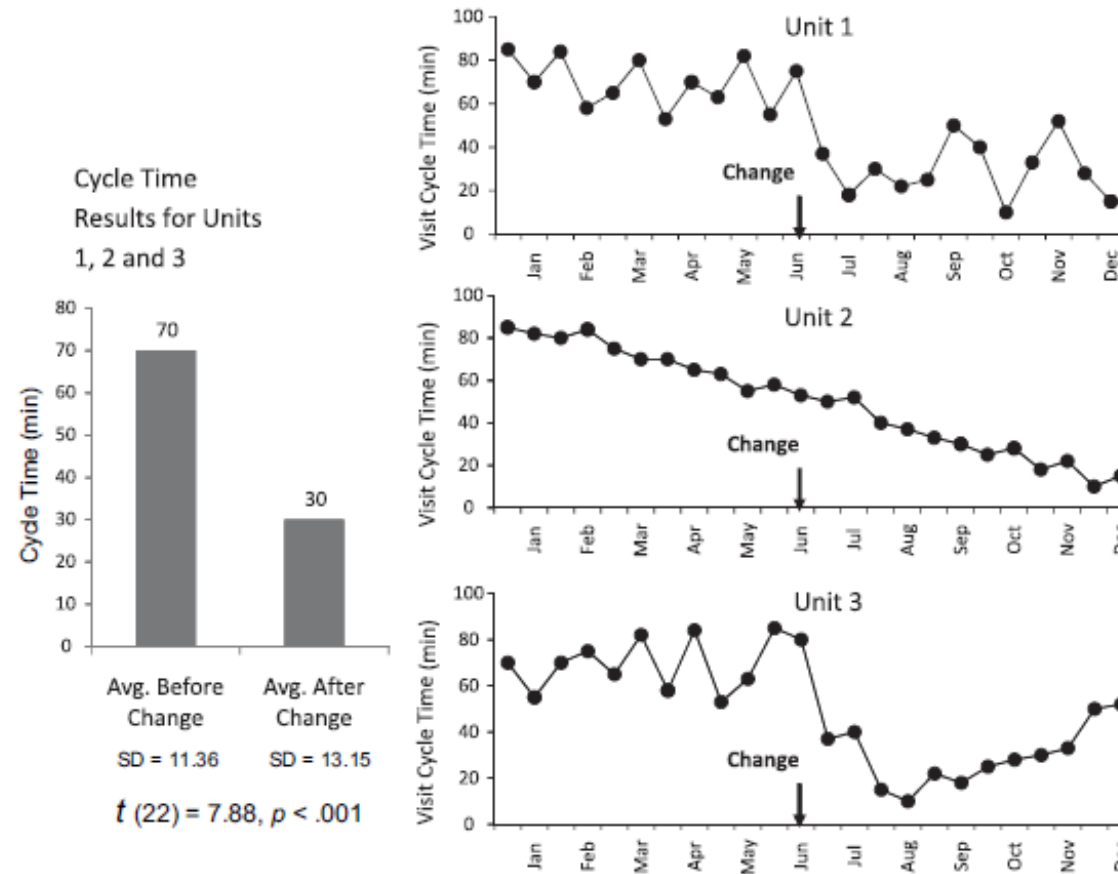 Cycle Time
Results for Units
1, 2 and 3
Cycle Time (min)
80
70
60
50
40
30
20
10
0
70
30
Avg. Before
Change
Avg. After
Change
SD = 11.36
SD = 13.15
t (22) = 7.88, p < .001
Unit 1
Visit Cycle Time (min)
80
60
40
20
0
Change
Jan
Feb
Mar
Apr
May
Jun
Jul
Aug
Sep
Oct
Nov
Dec
Unit 2
Visit Cycle Time (min)
100
80
60
40
20
0
Change
Jan
Feb
Mar
Apr
May
Jun
Jul
Aug
Sep
Oct
Nov
Unit 3
Visit Cycle Time (min)
100
80
60
40
20
0
Change
Jan
Feb
Mar
Apr
May
Jun
Jul
Aug
Sep
Oct
Nov